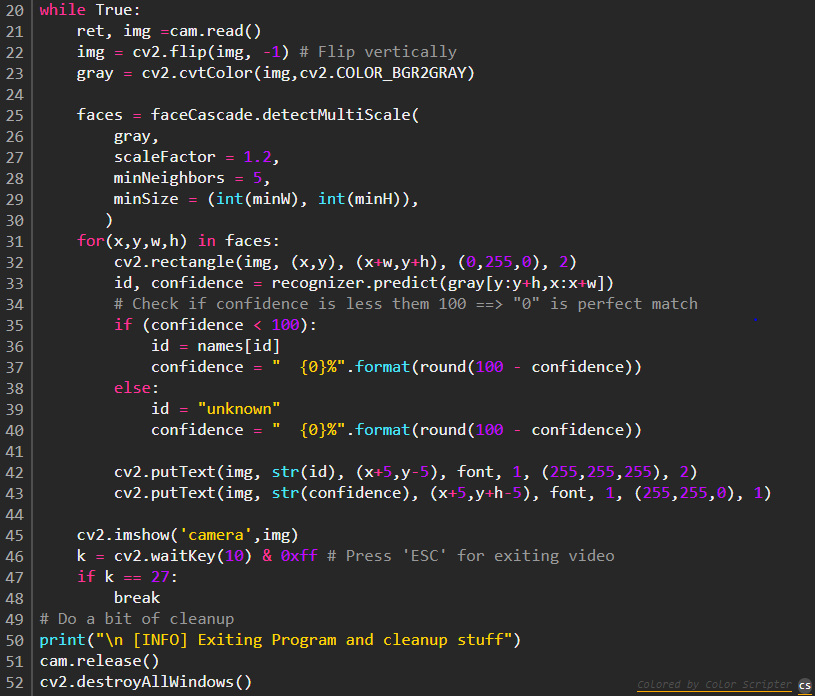 20 while True:
21     ret, img =cam.read()
22     img = cv2.flip(img, -1) # Flip vertically
23     gray = cv2.cvtColor(img,cv2.COLOR_BGR2GRAY)
24
25     faces = faceCascade.detectMultiScale(
26         gray,
27         scaleFactor = 1.2,
28         minNeighbors = 5,
29         minSize = (int(minW), int(minH)),
30        )
31     for(x,y,w,h) in faces:
32         cv2.rectangle(img, (x,y), (x+w,y+h), (0,255,0), 2)
33         id, confidence = recognizer.predict(gray[y:y+h,x:x+w])
34         # Check if confidence is less them 100 ==> "0" is perfect match
35         if (confidence < 100):
36             id = names[id]
37             confidence = "  {0}%".format(round(100 - confidence))
38         else:
39             id = "unknown"
40             confidence = "  {0}%".format(round(100 - confidence))
41
42         cv2.putText(img, str(id), (x+5,y-5), font, 1, (255,255,255), 2)
43         cv2.putText(img, str(confidence), (x+5,y+h-5), font, 1, (255,255,0), 1)
44
45     cv2.imshow('camera',img)
46     k = cv2.waitKey(10) & 0xff # Press 'ESC' for exiting video
47     if k == 27:
48         break
49 # Do a bit of cleanup
50 print("\n [INFO] Exiting Program and cleanup stuff")
51 cam.release()
52 cv2.destroyAllWindows()
Colored by Color Scripter cs